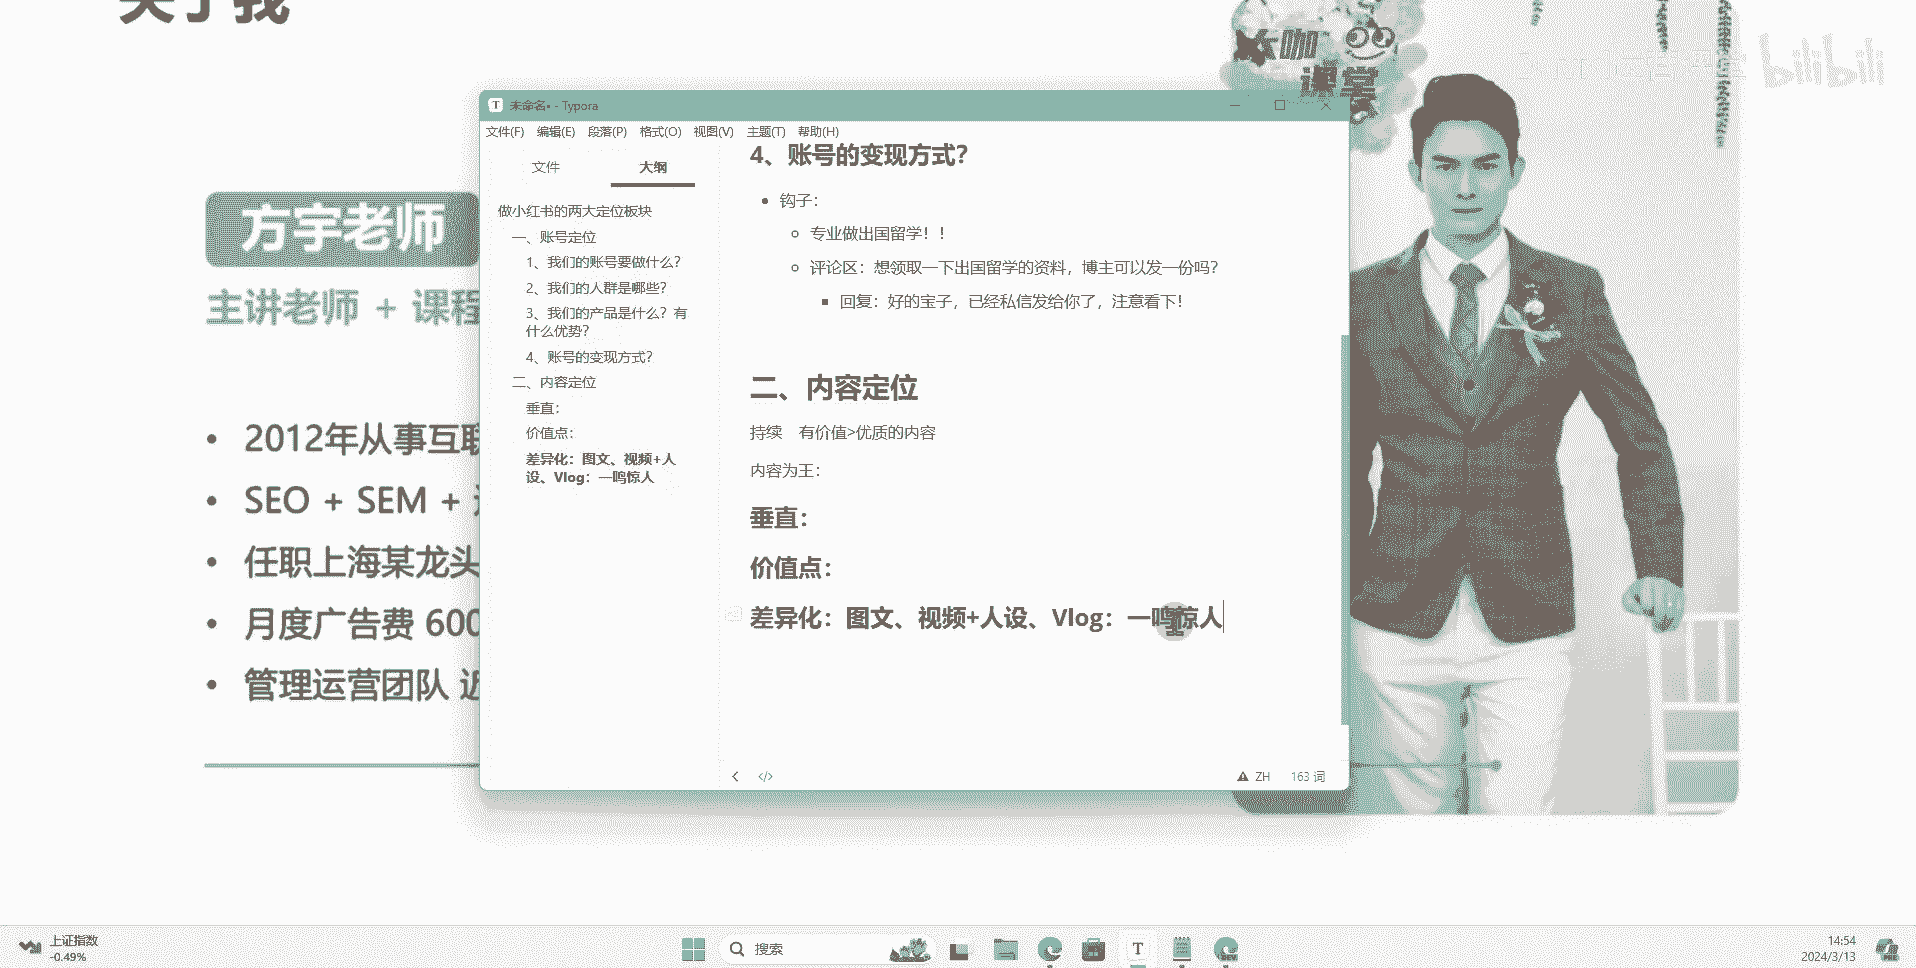 关于我
大咖
课堂
bilibili
方宇老师
主讲老师 + 课程
2012年从事互联
SEO + SEM +
任职上海某龙头
月度广告费 600
管理运营团队 近
未命名• - Typora
文件(F) 编辑(E) 段落(P) 格式(O) 视图(V) 主题(T) 帮助(H)
文件 大纲
做小红书的两大定位板块
一、账号定位
1、我们的账号要做什么？
2、我们的人群是哪些？
3、我们的产品是什么？有
什么优势？
4、账号的变现方式？
二、内容定位
垂直：
价值点：
差异化：图文、视频+人
设、Vlog：一鸣惊人
4、账号的变现方式？
钩子：
专业做出国留学！！
评论区：想领取一下出国留学的资料，博主可以发一份吗？
回复：好的宝子，已经私信发给你了，注意看下！
二、内容定位
持续 有价值>优质的内容
内容为王：
垂直：
价值点：
差异化：图文、视频+人设、Vlog：一鸣惊人
</> ZH 163 词
上证指数
-0.49%
搜索
T
DEV
14:54
2024/3/13
PRE